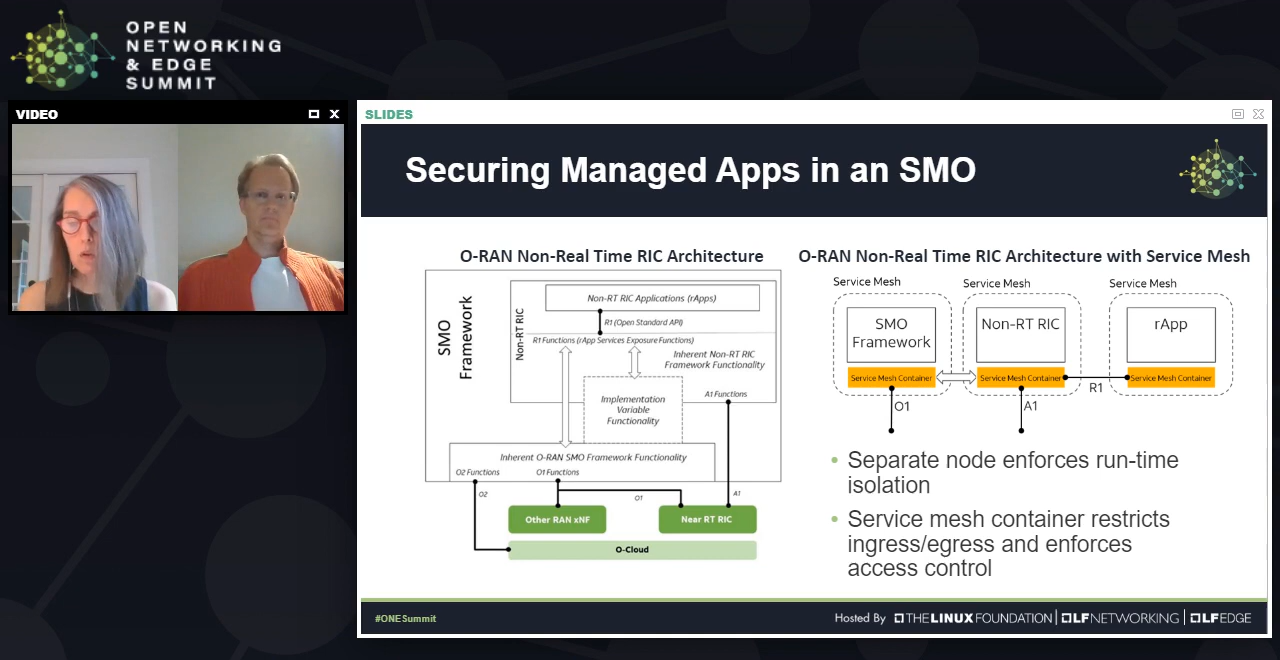 OPEN
NETWORKING
& EDGE
SUMMIT
VIDEO
X
SLIDES
Securing Managed Apps in an SMO
O-RAN Non-Real Time RIC Architecture
SMO
Framework
Non-RT RIC
Non-RT RIC Applications (rApps)
R1 (Open Standard API)
R1 Functions (rApp Services Exposure Functions)
Inherent Non-RT RIC
Framework Functionality
Implementation
Variable
Functionality
A1 Functions
Inherent O-RAN SMO Framework Functionality
O2 Functions
O1 Functions
O2
O1
A1
Other RAN xNF
Near RT RIC
O-Cloud
O-RAN Non-Real Time RIC Architecture with Service Mesh
Service Mesh
Service Mesh
Service Mesh
SMO
Framework
Non-RT RIC
rApp
Service Mesh Container
Service Mesh Container
Service Mesh Container
R1
O1
A1
• Separate node enforces run-time
isolation
• Service mesh container restricts
ingress/egress and enforces
access control
#ONESummit
Hosted By THE LINUX FOUNDATION | LF NETWORKING | LF EDGE